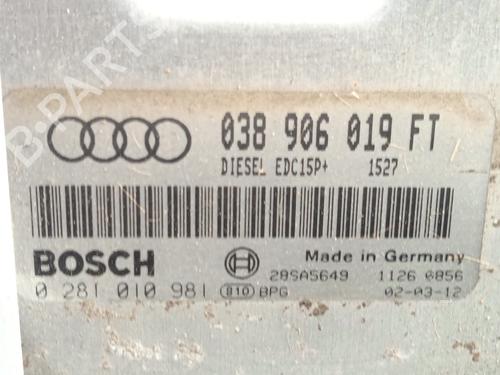 B-PARTS
038 906 019 FT
DIESEL EDC15P+ 1527
BOSCH
Made in Germany
28SA5649 1126 0856
0 281 010 981 810 BPG 02-03-12